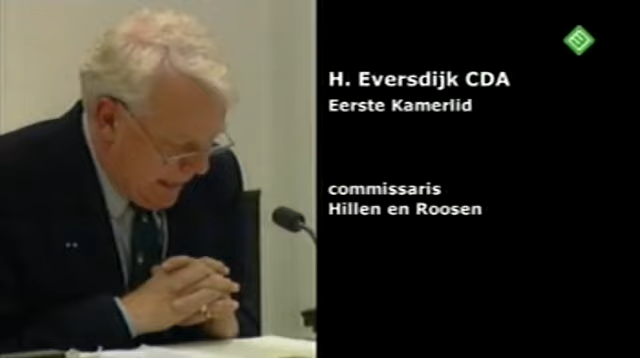 H. Eversdijk CDA
Eerste Kamerlid
commissaris
Hillen en Roosen